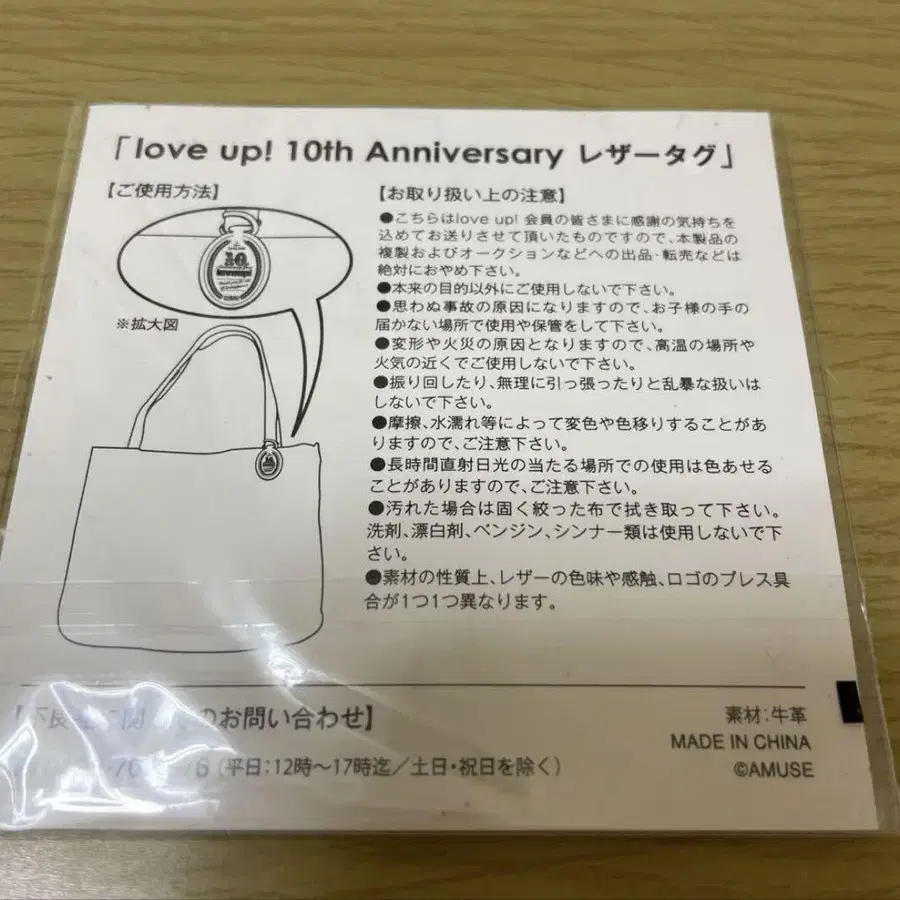 「love up! 10th Anniversary レザータグ」
【ご使用方法】
※拡大図
【お取り扱い上の注意】
●こちらはlove up! 会員の皆さまに感謝の気持ちを
込めてお送りさせて頂いたものですので、本製品の
複製およびオークションなどへの出品・転売などは
絶対におやめ下さい。
●本来の目的以外にご使用しないで下さい。
●思わぬ事故の原因になりますので、お子様の手の
届かない場所で使用や保管をして下さい。
●変形や火災の原因となりますので、高温の場所や
火気の近くでご使用しないで下さい。
●振り回したり、無理に引っ張ったりと乱暴な扱いは
しないで下さい。
●摩擦、水濡れ等によって変色や色移りすることがあ
りますので、ご注意下さい。
●長時間直射日光の当たる場所での使用は色あせる
ことがありますので、ご注意下さい。
●汚れた場合は固く絞った布で拭き取って下さい。
洗剤、漂白剤、ベンジン、シンナー類は使用しないで下
さい。
●素材の性質上、レザーの色味や感触、ロゴのプレス具
合が1つ1つ異なります。
のお問い合わせ】
(平日:12時〜17時迄/土日・祝日を除く)
素材:牛革
MADE IN CHINA
©AMUSE